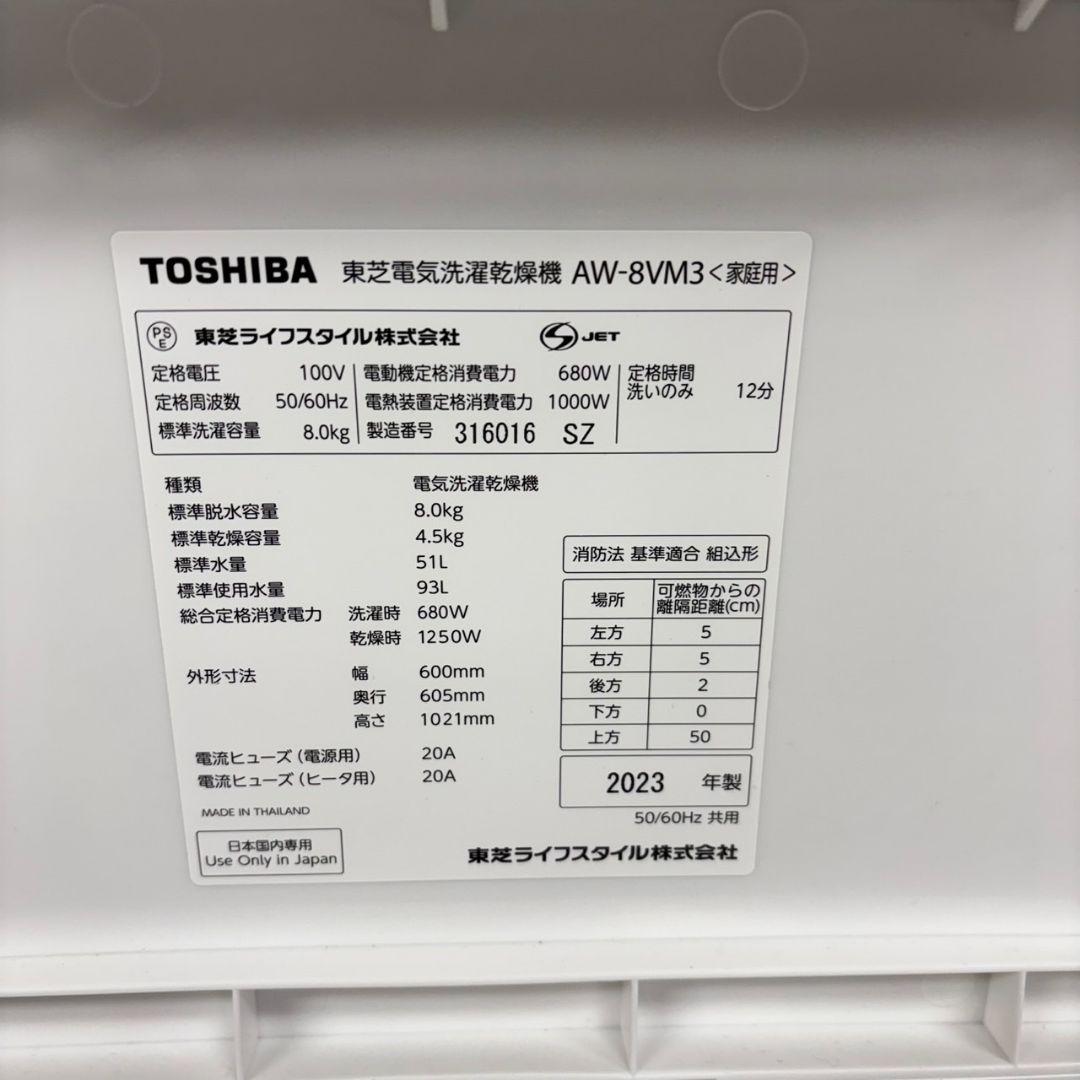 TOSHIBA 東芝電気洗濯乾燥機 AW-8VM3<家庭用>
PSE 東芝ライフスタイル株式会社 S JET
定格電圧 100V 電動機定格消費電力 680W 定格時間
定格周波数 50/60Hz 電熱装置定格消費電力 1000W 洗いのみ 12分
標準洗濯容量 8.0kg 製造番号 316016 SZ
種類 電気洗濯乾燥機
標準脱水容量 8.0kg
標準乾燥容量 4.5kg
標準水量 51L
標準使用水量 93L
総合定格消費電力 洗濯時 680W
乾燥時 1250W
外形寸法 幅 600mm
奥行 605mm
高さ 1021mm
電流ヒューズ(電源用) 20A
電流ヒューズ(ヒータ用) 20A
MADE IN THAILAND
日本国内専用
Use Only in Japan
消防法 基準適合 組込形
場所 可燃物からの
離隔距離(cm)
左方 5
右方 5
後方 2
下方 0
上方 50
2023 年製
50/60Hz 共用
東芝ライフスタイル株式会社